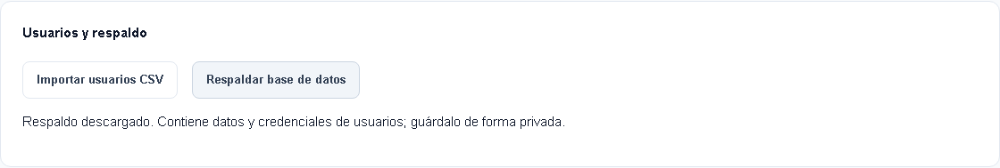 Usuarios y respaldo
Importar usuarios CSV
Respaldar base de datos
Respaldo descargado. Contiene datos y credenciales de usuarios; guárdalo de forma privada.